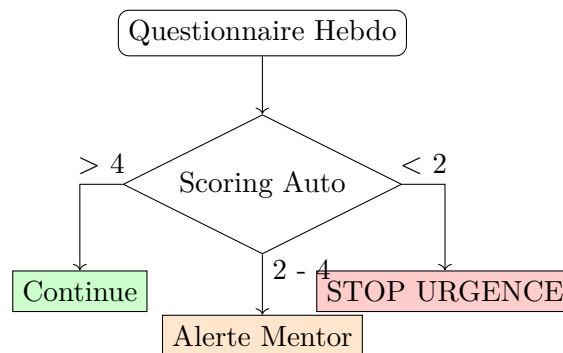 Questionnaire Hebdo
> 4
< 2
Scoring Auto
2 - 4
Continue
STOP URGENCE
Alerte Mentor